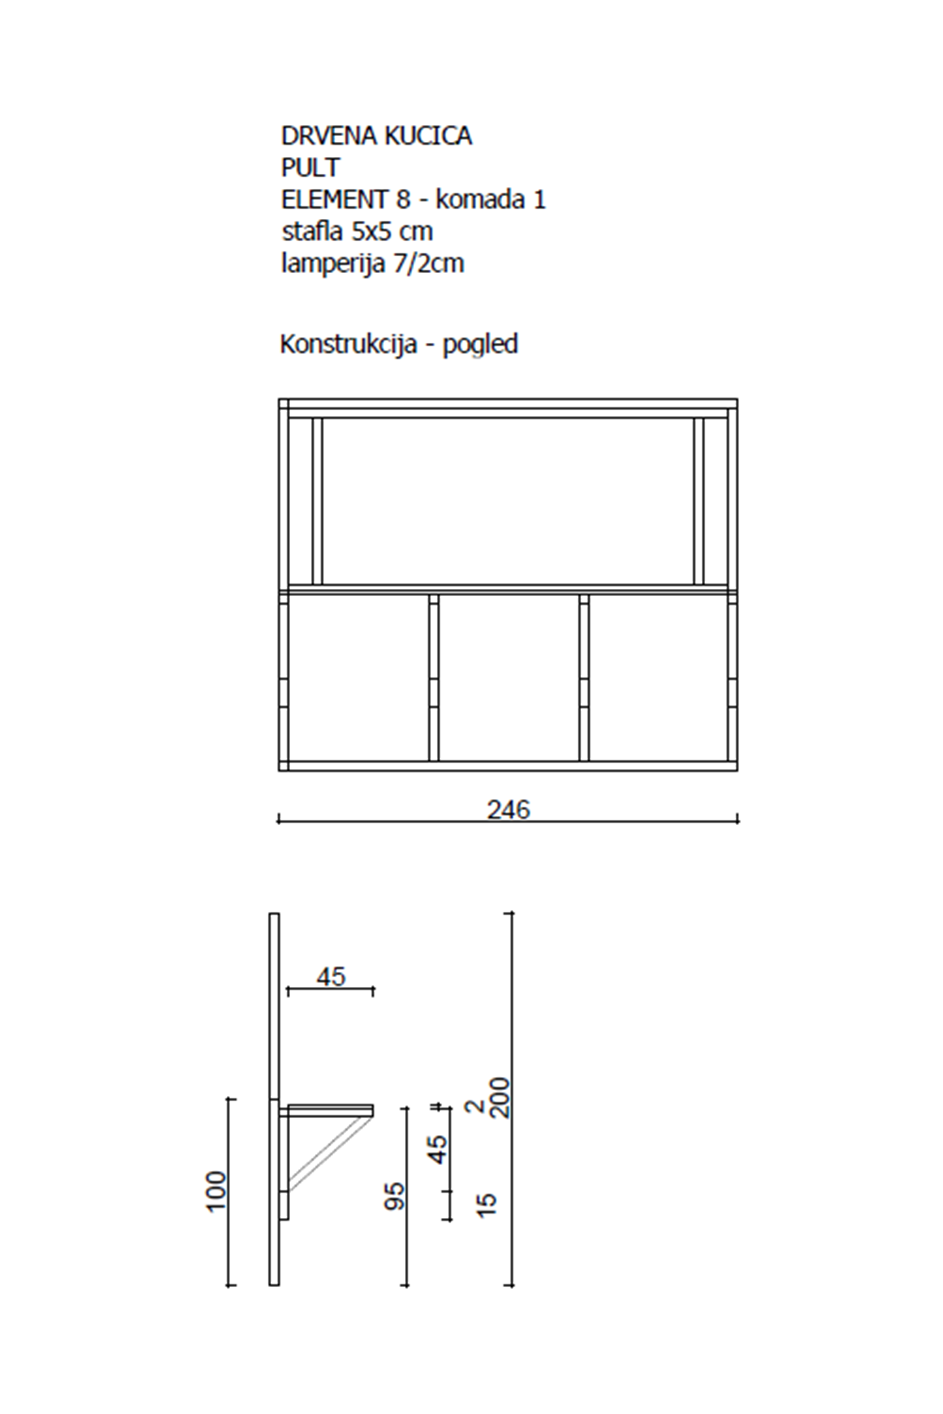 DRVENA KUCICA
PULT
ELEMENT 8 - komada 1
stafla 5x5 cm
lamperija 7/2cm
Konstrukcija - pogled
246
45
2
200
45
100
95
15